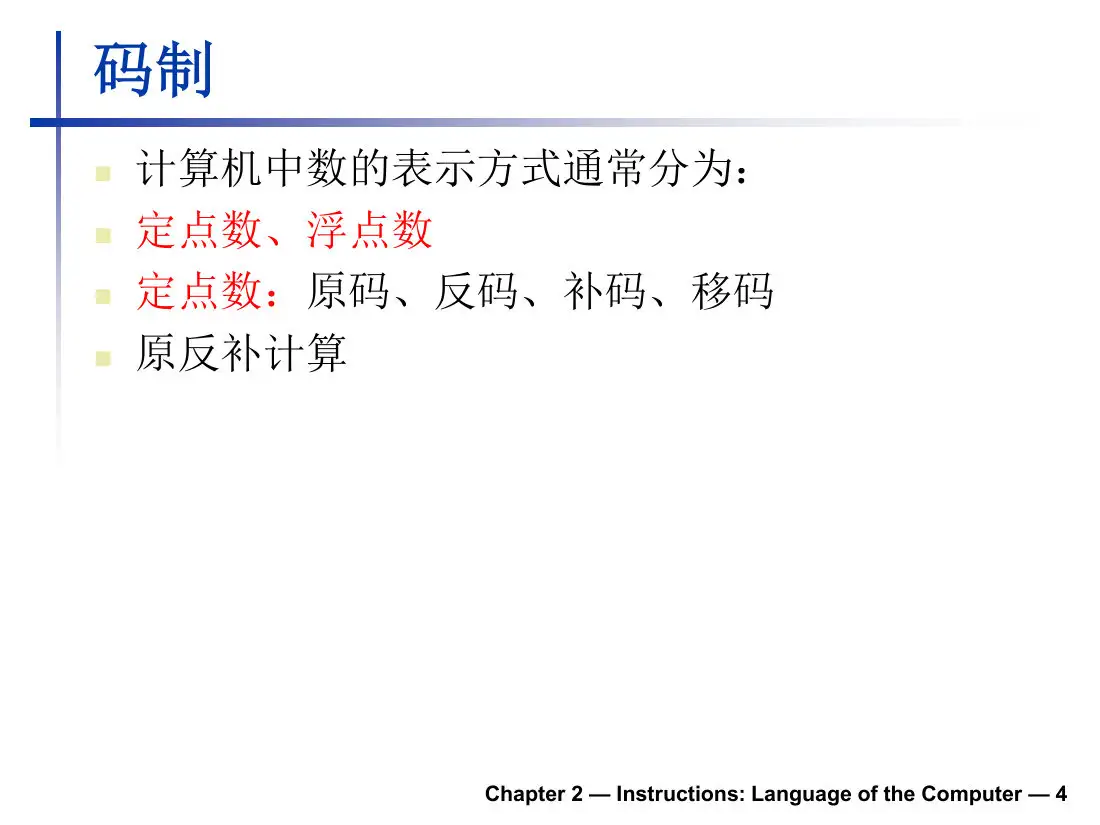 码制
计算机中数的表示方式通常分为：
定点数、浮点数
定点数：原码、反码、补码、移码
原反补计算
Chapter 2 — Instructions: Language of the Computer — 4